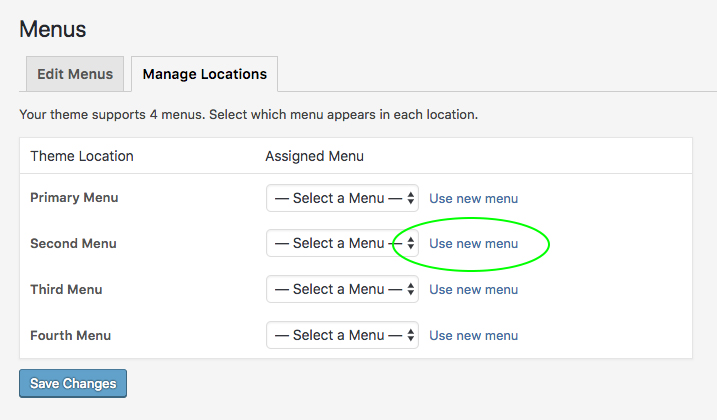 Menus
Edit Menus Manage Locations
Your theme supports 4 menus. Select which menu appears in each location.
Theme Location Assigned Menu
Primary Menu — Select a Menu — Use new menu
Second Menu — Select a Menu — Use new menu
Third Menu — Select a Menu — Use new menu
Fourth Menu — Select a Menu — Use new menu
Save Changes